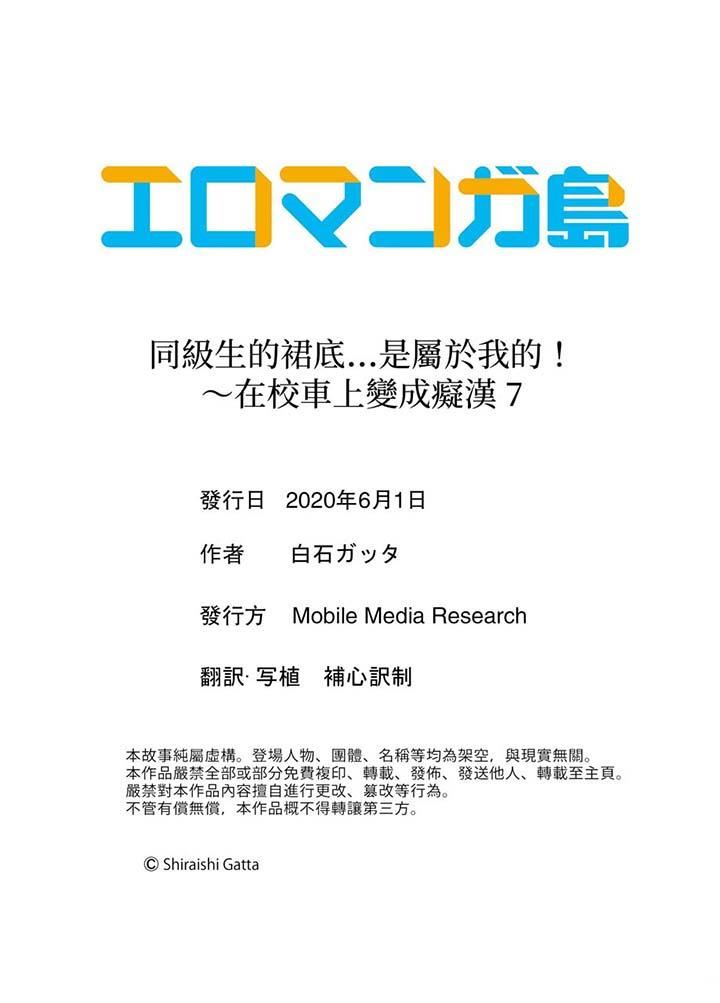 エロマンガ島
同級生的裙底…是屬於我的！
～在校車上變成癡漢 7
發行日 2020年6月1日
作者 白石ガッタ
發行方 Mobile Media Research
翻訳･写植 補心訳制
本故事純屬虛構。登場人物、團體、名稱等均為架空，與現實無關。
本作品嚴禁全部或部分免費複印、轉載、發佈、發送他人、轉載至主頁。
嚴禁對本作品內容擅自進行更改、篡改等行為。
不管有償無償，本作品概不得轉讓第三方。
© Shiraishi Gatta